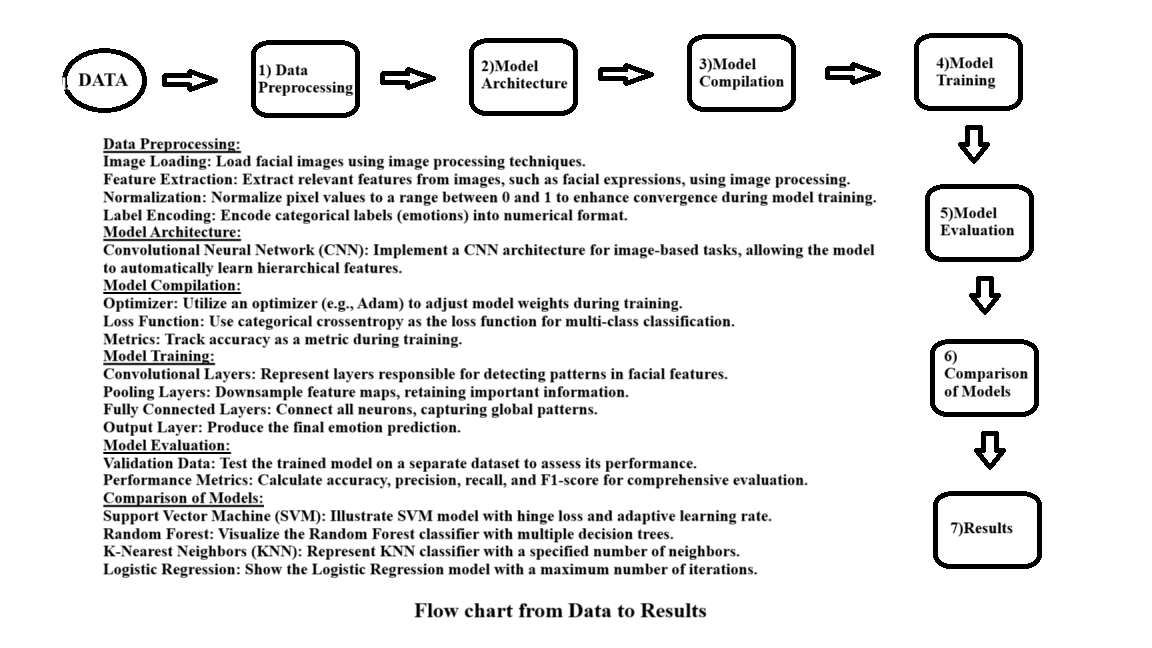 DATA
1) Data
Preprocessing
2)Model
Architecture
3)Model
Compilation
4)Model
Training
Data Preprocessing:
Image Loading: Load facial images using image processing techniques.
Feature Extraction: Extract relevant features from images, such as facial expressions, using image processing.
Normalization: Normalize pixel values to a range between 0 and 1 to enhance convergence during model training.
Label Encoding: Encode categorical labels (emotions) into numerical format.
Model Architecture:
Convolutional Neural Network (CNN): Implement a CNN architecture for image-based tasks, allowing the model
to automatically learn hierarchical features.
Model Compilation:
Optimizer: Utilize an optimizer (e.g., Adam) to adjust model weights during training.
Loss Function: Use categorical crossentropy as the loss function for multi-class classification.
Metrics: Track accuracy as a metric during training.
Model Training:
Convolutional Layers: Represent layers responsible for detecting patterns in facial features.
Pooling Layers: Downsample feature maps, retaining important information.
Fully Connected Layers: Connect all neurons, capturing global patterns.
Output Layer: Produce the final emotion prediction.
Model Evaluation:
Validation Data: Test the trained model on a separate dataset to assess its performance.
Performance Metrics: Calculate accuracy, precision, recall, and F1-score for comprehensive evaluation.
Comparison of Models:
Support Vector Machine (SVM): Illustrate SVM model with hinge loss and adaptive learning rate.
Random Forest: Visualize the Random Forest classifier with multiple decision trees.
K-Nearest Neighbors (KNN): Represent KNN classifier with a specified number of neighbors.
Logistic Regression: Show the Logistic Regression model with a maximum number of iterations.
5)Model
Evaluation
6)
Comparison
of Models
7)Results
Flow chart from Data to Results